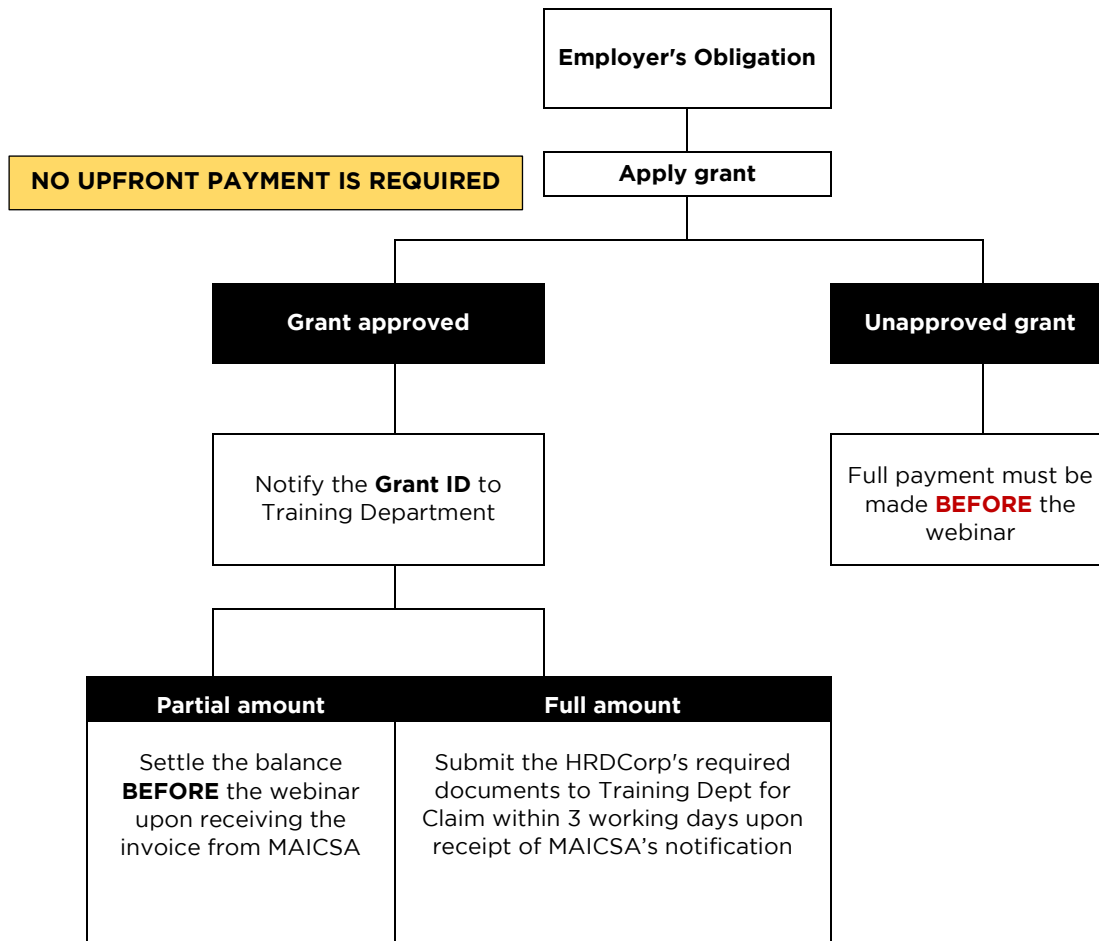 Employer's Obligation
NO UPFRONT PAYMENT IS REQUIRED
Apply grant
Grant approved
Unapproved grant
Notify the Grant ID to
Training Department
Full payment must be
made BEFORE the
webinar
Partial amount
Full amount
Settle the balance
BEFORE the webinar
upon receiving the
invoice from MAICSA
Submit the HRDCorp's required
documents to Training Dept for
Claim within 3 working days upon
receipt of MAICSA’s notification